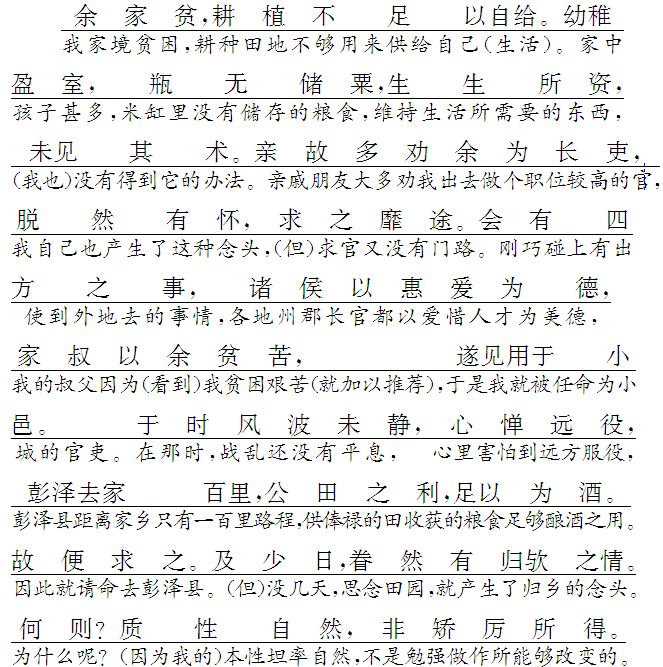 余家贫，耕植不足以自给。幼稚
我家境贫困，耕种田地不够用来供给自己(生活)。家中
盈室，瓶无储粟，生生所资，
孩子甚多，米缸里没有储存的粮食，维持生活所需要的东西，
未见其术。亲故多劝余为长吏，
(我也)没有得到它的办法。亲戚朋友大多劝我出去做个职位较高的官，
脱然有怀，求之靡途。会有四
我自己也产生了这种念头，(但)求官又没有门路。刚巧碰上有出
方之事，诸侯以惠爱为德，
使到外地去的事情，各地州郡长官都以爱惜人才为美德，
家叔以余贫苦，遂见用于小
我的叔父因为(看到)我贫困艰苦(就加以推荐)，于是我就被任命为小
邑。于时风波未静，心惮远役，
城的官吏。在那时，战乱还没有平息，心里害怕到远方服役，
彭泽去家百里，公田之利，足以为酒。
彭泽县距离家乡只有一百里路程，供俸禄的田收获的粮食足够酿酒之用。
故便求之。及少日，眷然有归欤之情。
因此就请命去彭泽县。(但)没几天，思念田园，就产生了归乡的念头。
何则？质性自然，非矫厉所得。
为什么呢？(因为我的)本性坦率自然，不是勉强做作所能够改变的。